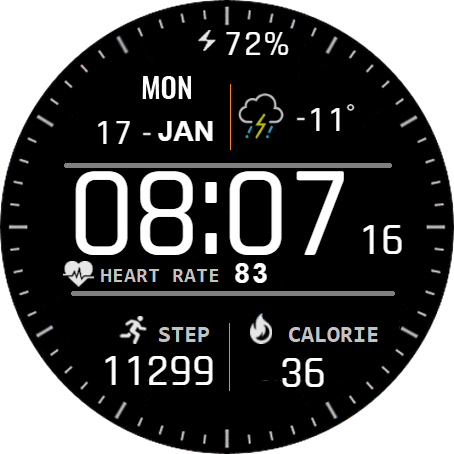 72%
MON
17 - JAN
-11°
08:07 16
HEART RATE 83
STEP
11299
CALORIE
36